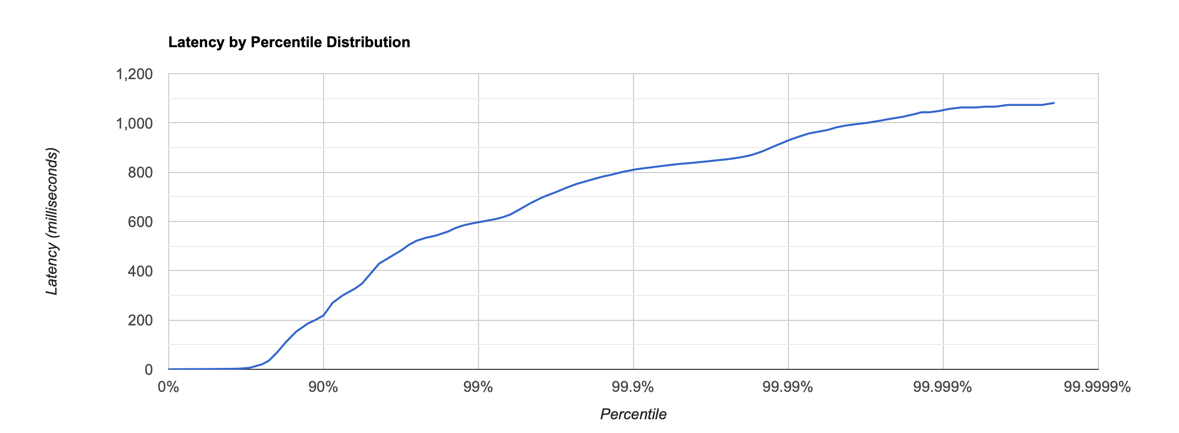 Latency by Percentile Distribution
1,200
1,000
800
600
400
200
0
Latency (milliseconds)
0% 90% 99% 99.9% 99.99% 99.999% 99.9999%
Percentile